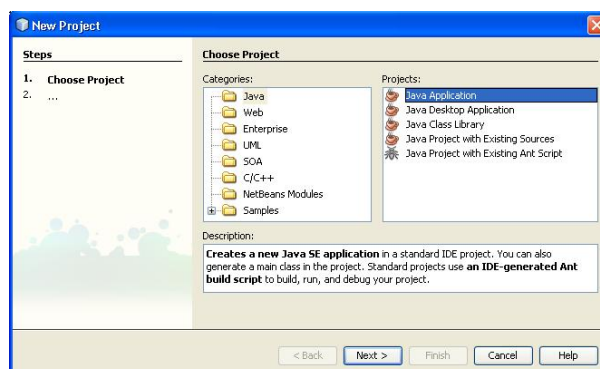 New Project
Steps
1. Choose Project
2. ...
Choose Project
Categories:
Java
Web
Enterprise
UML
SOA
C/C++
NetBeans Modules
Samples
Projects:
Java Application
Java Desktop Application
Java Class Library
Java Project with Existing Sources
Java Project with Existing Ant Script
Description:
Creates a new Java SE application in a standard IDE project. You can also
generate a main class in the project. Standard projects use an IDE-generated Ant
build script to build, run, and debug your project.
< Back
Next >
Finish
Cancel
Help